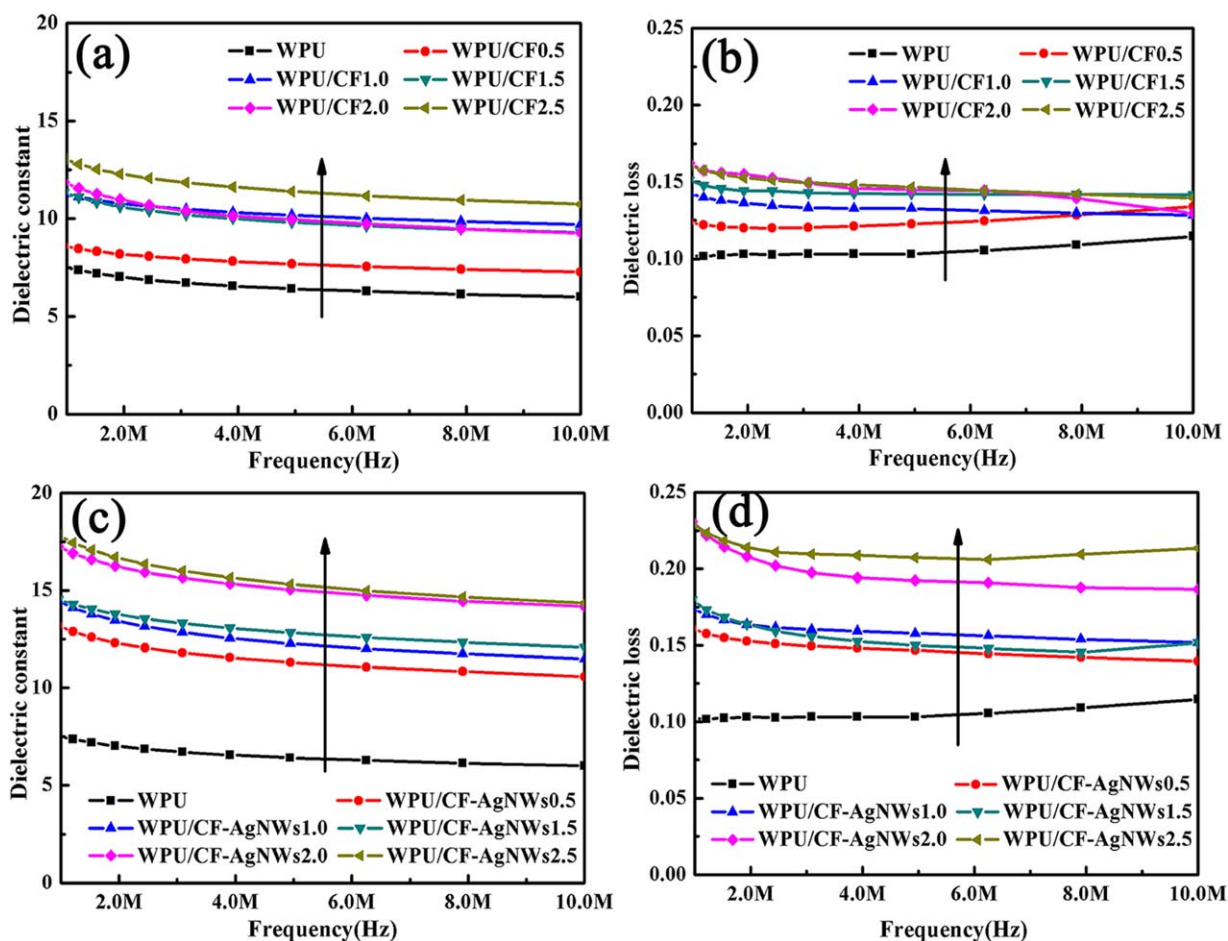 (a)
WPU WPU/CF0.5
WPU/CF1.0 WPU/CF1.5
WPU/CF2.0 WPU/CF2.5
Dielectric constant
20
15
10
5
0
2.0M 4.0M 6.0M 8.0M 10.0M
Frequency(Hz)
(b)
WPU WPU/CF0.5
WPU/CF1.0 WPU/CF1.5
WPU/CF2.0 WPU/CF2.5
Dielectric loss
0.25
0.20
0.15
0.10
0.05
0.00
2.0M 4.0M 6.0M 8.0M 10.0M
Frequency(Hz)
(c)
Dielectric constant
20
15
10
5
0
WPU WPU/CF-AgNWs0.5
WPU/CF-AgNWs1.0 WPU/CF-AgNWs1.5
WPU/CF-AgNWs2.0 WPU/CF-AgNWs2.5
2.0M 4.0M 6.0M 8.0M 10.0M
Frequency(Hz)
(d)
Dielectric loss
0.25
0.20
0.15
0.10
0.05
0.00
WPU WPU/CF-AgNWs0.5
WPU/CF-AgNWs1.0 WPU/CF-AgNWs1.5
WPU/CF-AgNWs2.0 WPU/CF-AgNWs2.5
2.0M 4.0M 6.0M 8.0M 10.0M
Frequency(Hz)